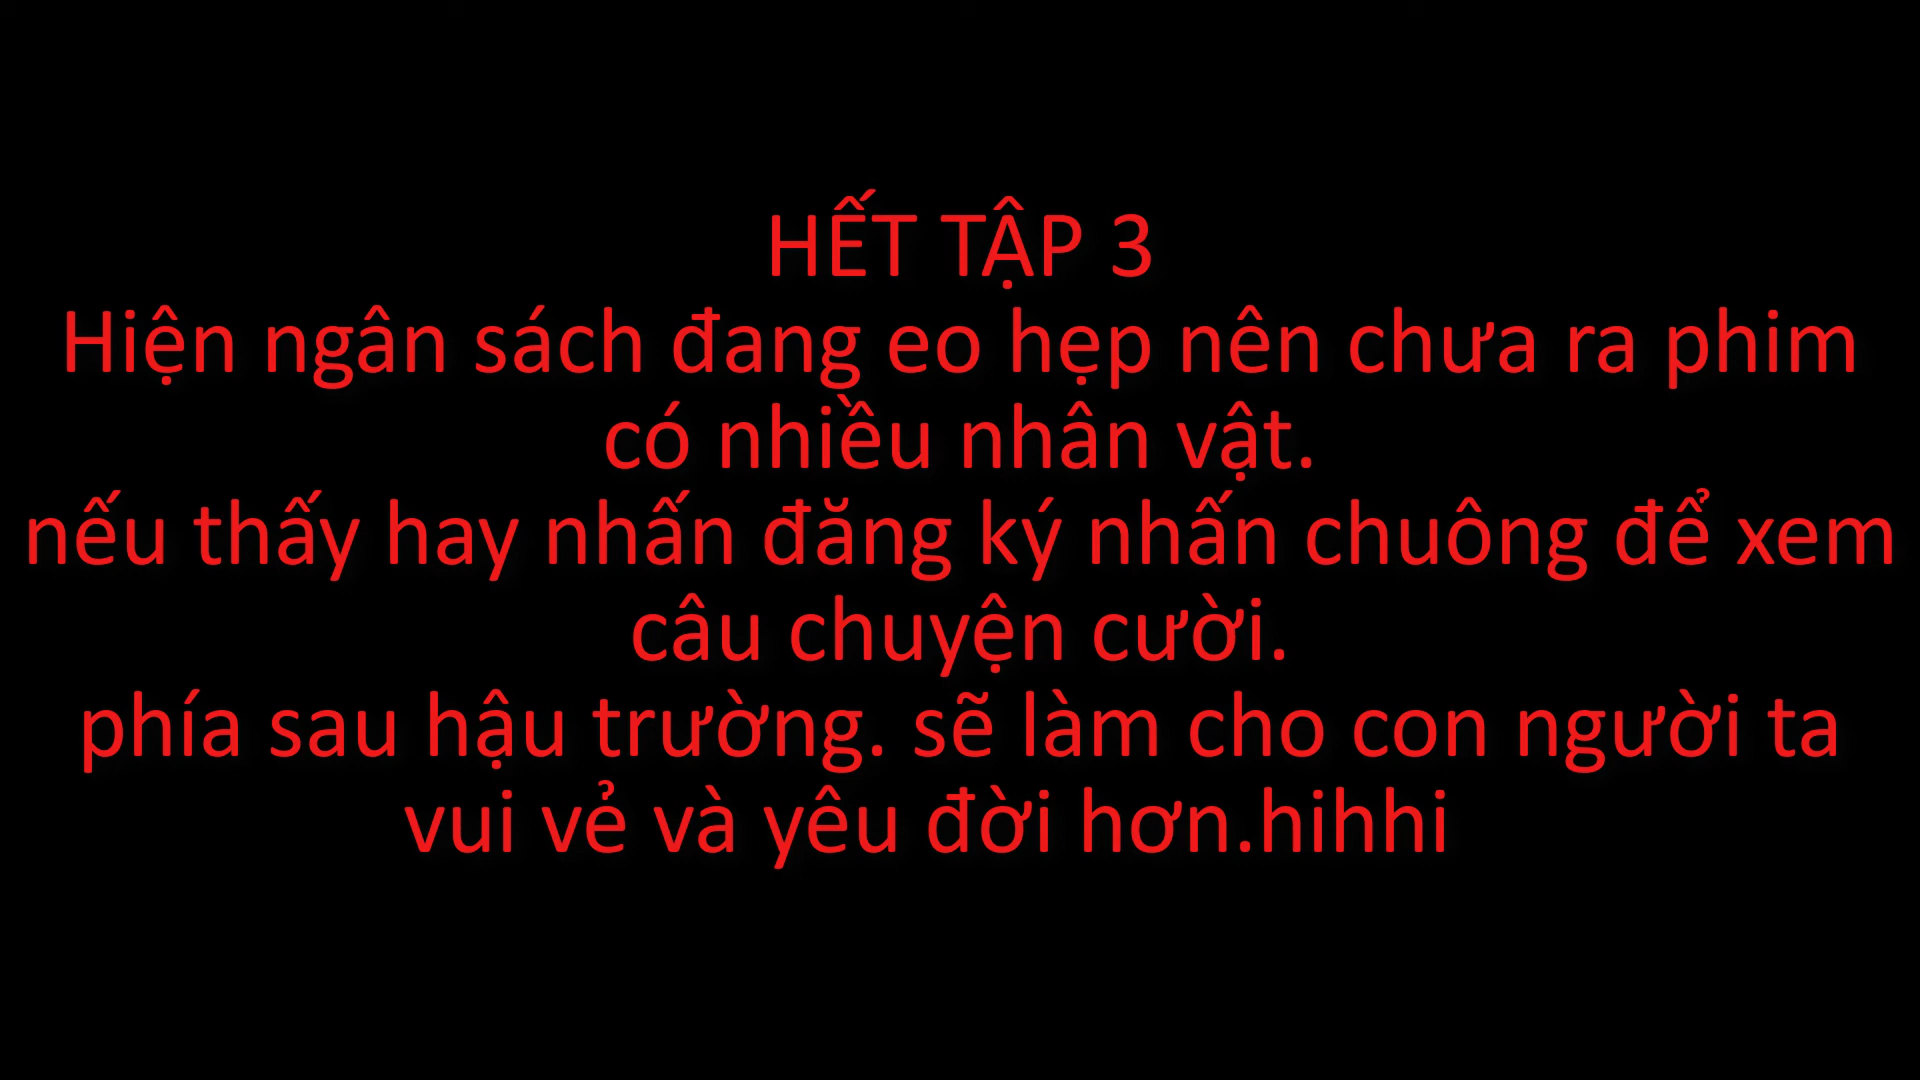 HẾT TẬP 3
Hiện ngân sách đang eo hẹp nên chưa ra phim
có nhiều nhân vật.
nếu thấy hay nhấn đăng ký nhấn chuông để xem
câu chuyện cười.
phía sau hậu trường. sẽ làm cho con người ta
vui vẻ và yêu đời hơn.hihhi